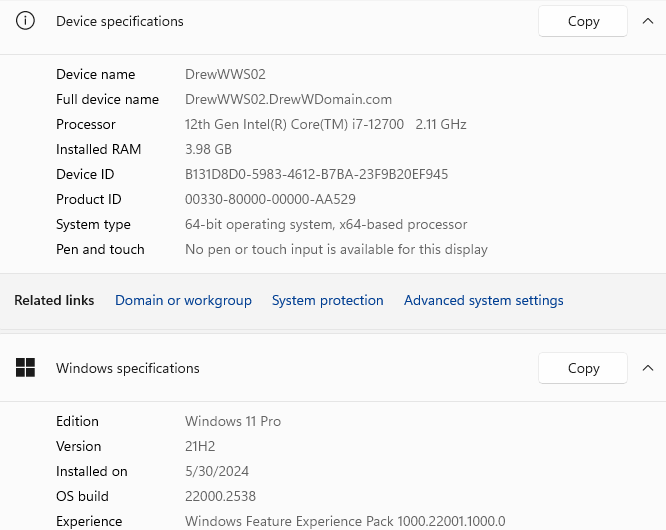 Device specifications Copy
Device name DrewWWS02
Full device name DrewWWS02.DrewWDomain.com
Processor 12th Gen Intel(R) Core(TM) i7-12700 2.11 GHz
Installed RAM 3.98 GB
Device ID B131D8D0-5983-4612-B7BA-23F9B20EF945
Product ID 00330-80000-00000-AA529
System type 64-bit operating system, x64-based processor
Pen and touch No pen or touch input is available for this display
Related links Domain or workgroup System protection Advanced system settings
Windows specifications Copy
Edition Windows 11 Pro
Version 21H2
Installed on 5/30/2024
OS build 22000.2538
Experience Windows Feature Experience Pack 1000.22001.1000.0